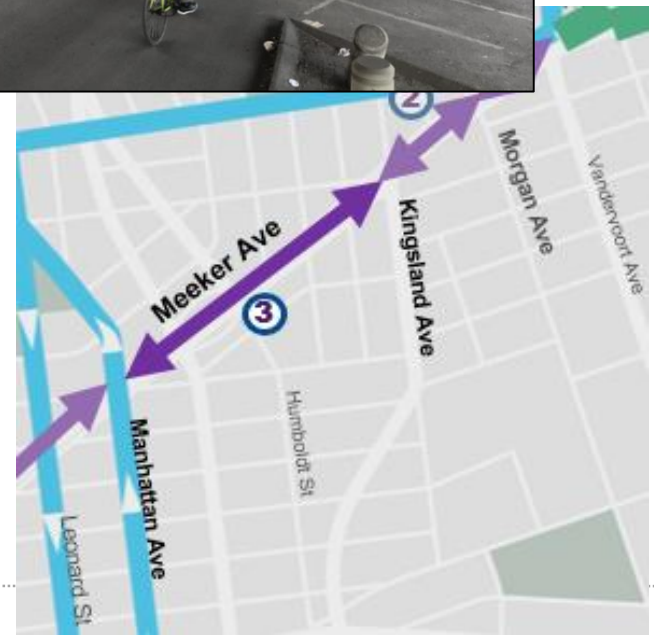 2
Morgan Ave
Vandervoort Ave
Kingsland Ave
Meeker Ave
3
Humboldt St
Manhattan Ave
Leonard St